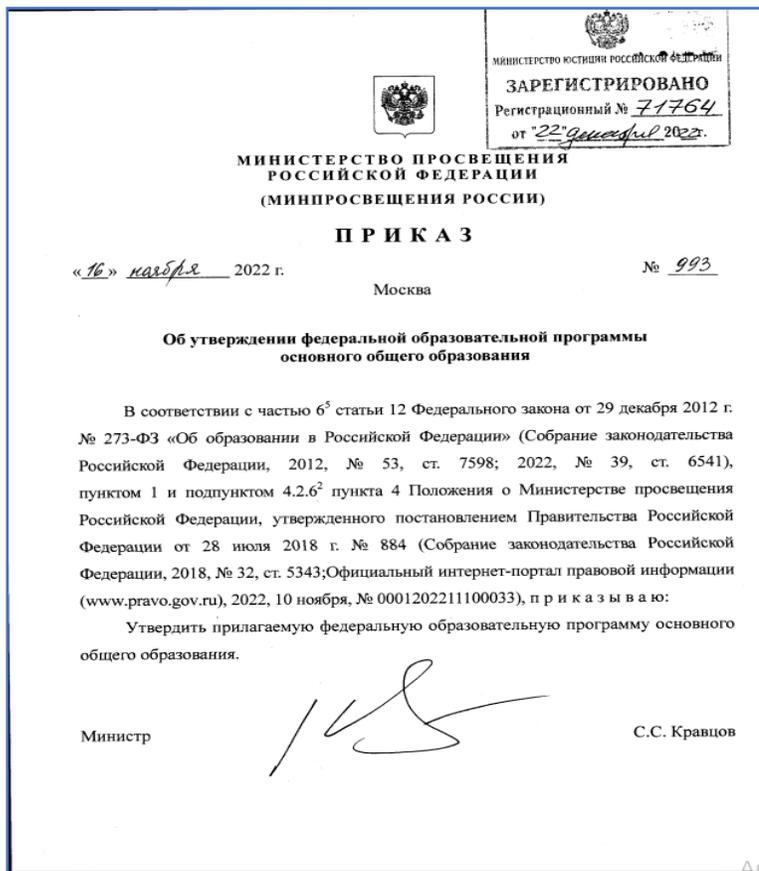 МИНИСТЕРСТВО ЮСТИЦИИ РОССИЙСКОЙ ФЕДЕРАЦИИ
ЗАРЕГИСТРИРОВАНО
Регистрационный № 71764
от "22" декабря 2022г.
МИНИСТЕРСТВО ПРОСВЕЩЕНИЯ
РОССИЙСКОЙ ФЕДЕРАЦИИ
(МИНПРОСВЕЩЕНИЯ РОССИИ)
ПРИКАЗ
«16» ноября 2022 г. № 993
Москва
Об утверждении федеральной образовательной программы
основного общего образования
В соответствии с частью 6⁵ статьи 12 Федерального закона от 29 декабря 2012 г.
№ 273-ФЗ «Об образовании в Российской Федерации» (Собрание законодательства
Российской Федерации, 2012, № 53, ст. 7598; 2022, № 39, ст. 6541),
пунктом 1 и подпунктом 4.2.6² пункта 4 Положения о Министерстве просвещения
Российской Федерации, утвержденного постановлением Правительства Российской
Федерации от 28 июля 2018 г. № 884 (Собрание законодательства Российской
Федерации, 2018, № 32, ст. 5343;Официальный интернет-портал правовой информации
(www.pravo.gov.ru), 2022, 10 ноября, № 0001202211100033), п р и к а з ы в а ю:
Утвердить прилагаемую федеральную образовательную программу основного
общего образования.
Министр С.С. Кравцов